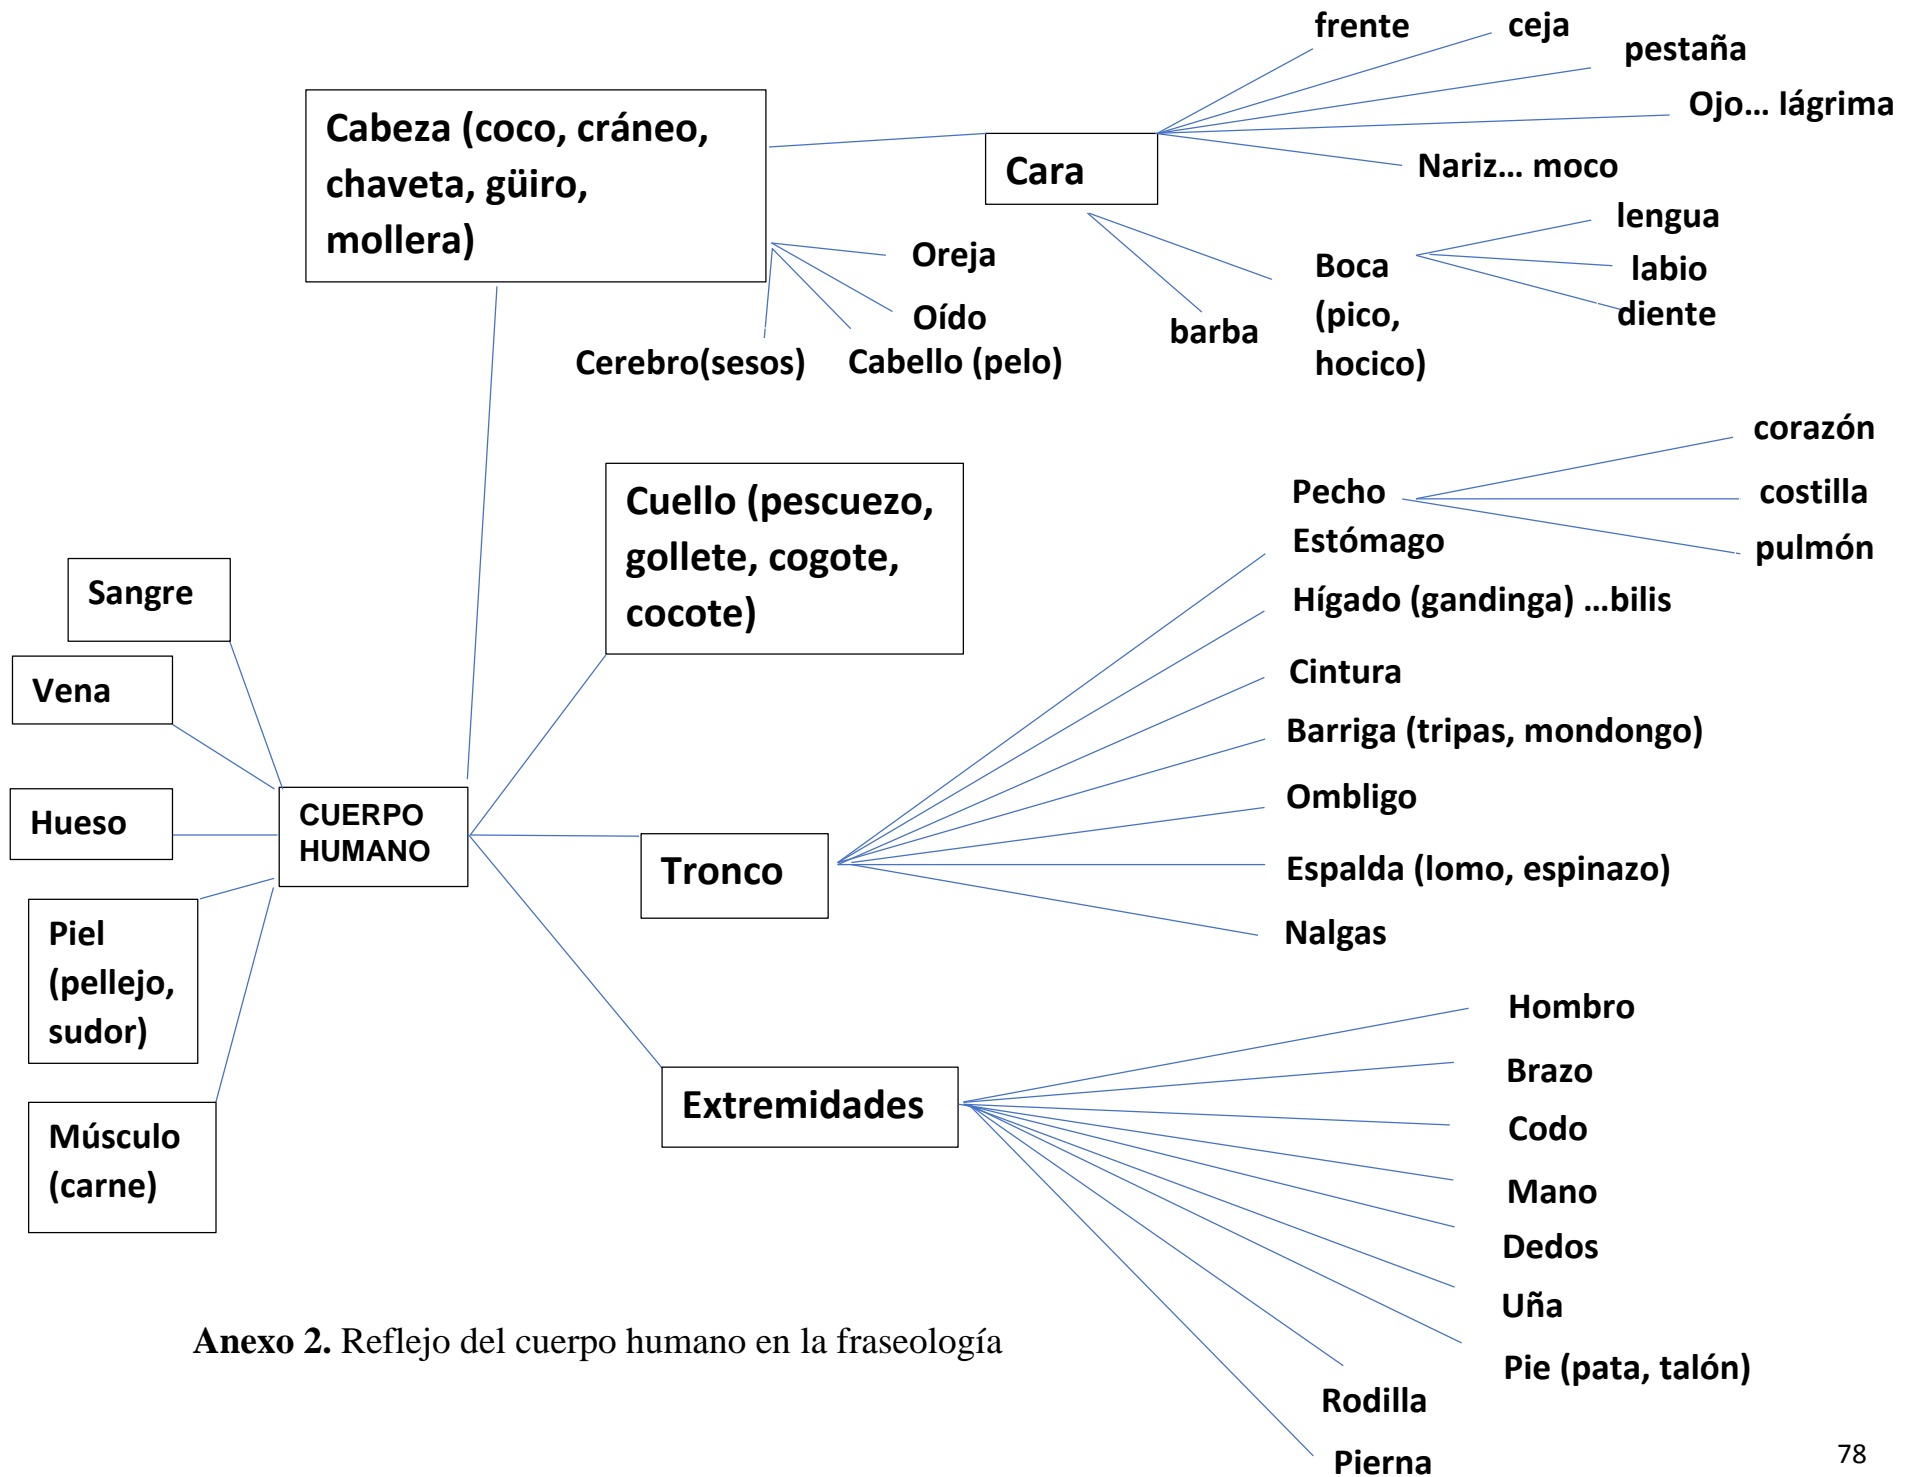 frente
ceja
pestaña
Ojo... lágrima
Nariz... moco
Cabeza (coco, cráneo,
chaveta, güiro,
mollera)
Cara
lengua
labio
diente
Boca
(pico,
hocico)
barba
Oreja
Oído
Cabello (pelo)
Cerebro(sesos)
Cuello (pescuezo,
gollete, cogote,
cocote)
corazón
costilla
pulmón
Pecho
Estómago
Hígado (gandinga) ...bilis
Cintura
Barriga (tripas, mondongo)
Ombligo
Espalda (lomo, espinazo)
Nalgas
Sangre
Vena
Hueso
CUERPO
HUMANO
Tronco
Piel
(pellejo,
sudor)
Músculo
(carne)
Extremidades
Hombro
Brazo
Codo
Mano
Dedos
Uña
Pie (pata, talón)
Rodilla
Pierna
Anexo 2. Reflejo del cuerpo humano en la fraseología
78